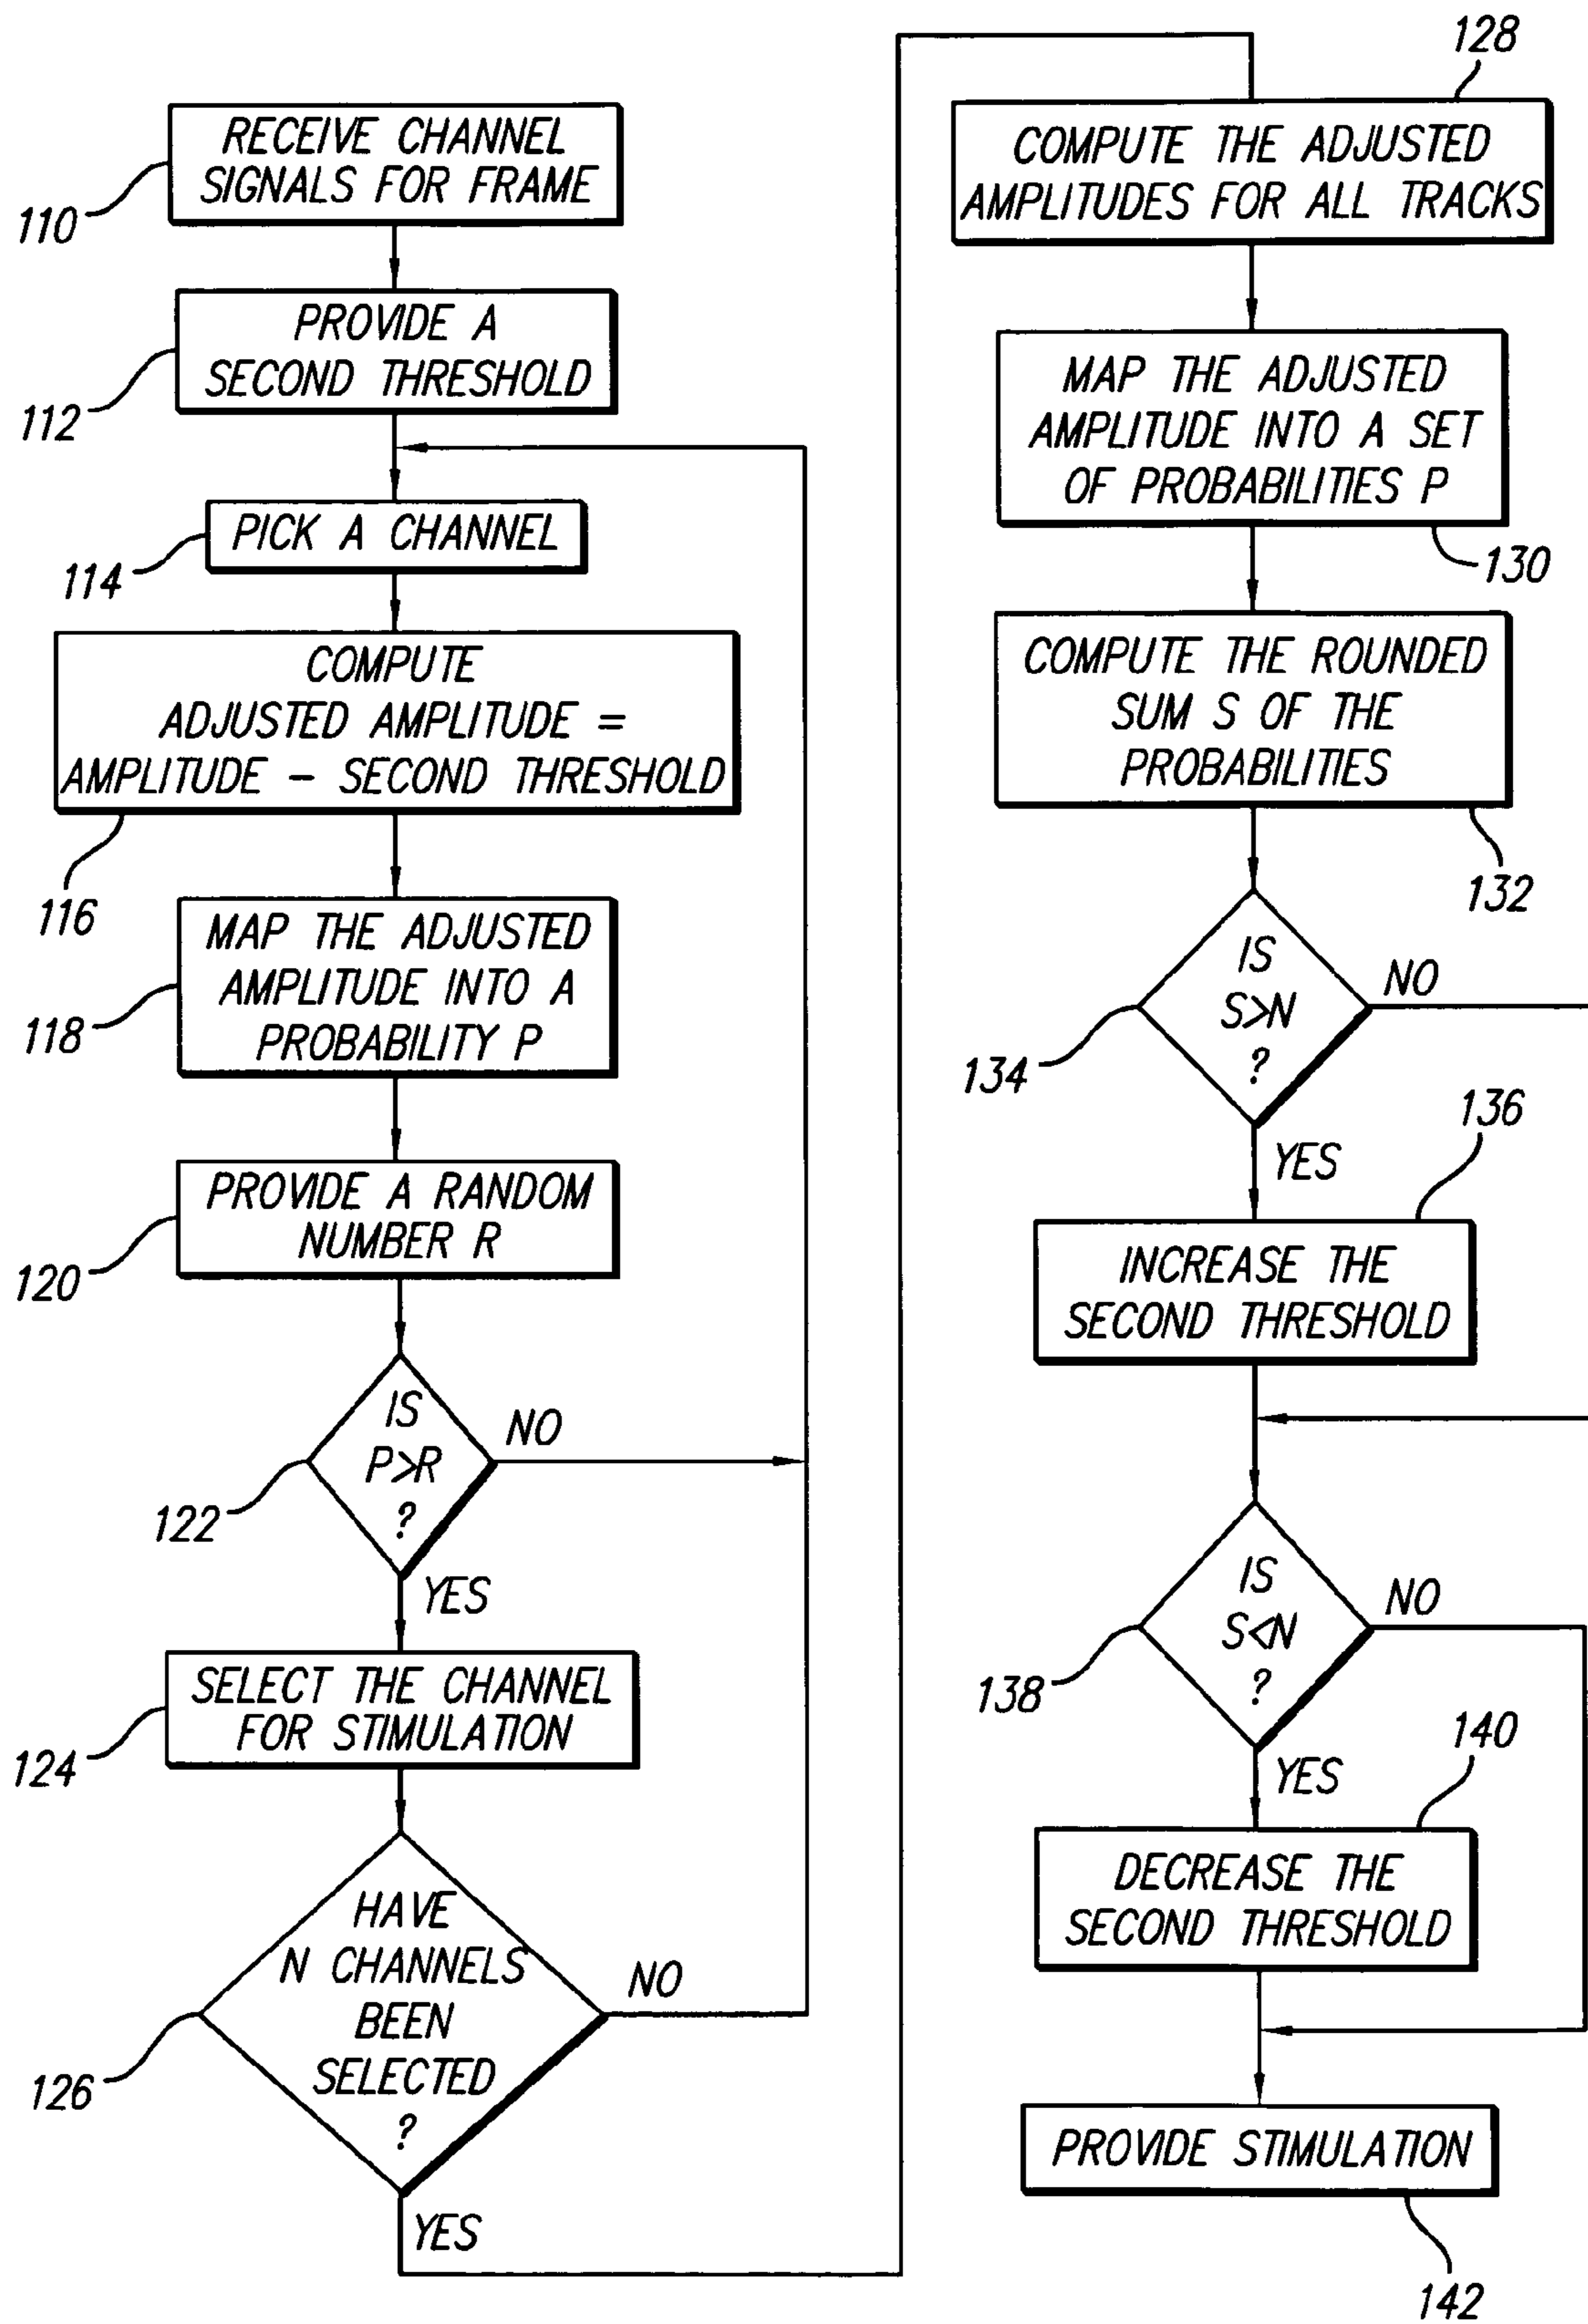 RECEIVE CHANNEL
SIGNALS FOR FRAME
110
PROVIDE A
SECOND THRESHOLD
112
PICK A CHANNEL
114
COMPUTE
ADJUSTED AMPLITUDE =
AMPLITUDE - SECOND THRESHOLD
116
MAP THE ADJUSTED
AMPLITUDE INTO A
PROBABILITY P
118
PROVIDE A RANDOM
NUMBER R
120
IS
P>R
?
NO
122
YES
SELECT THE CHANNEL
FOR STIMULATION
124
HAVE
N CHANNELS
BEEN
SELECTED
?
NO
126
YES
128
COMPUTE THE ADJUSTED
AMPLITUDES FOR ALL TRACKS
MAP THE ADJUSTED
AMPLITUDE INTO A SET
OF PROBABILITIES P
130
COMPUTE THE ROUNDED
SUM S OF THE
PROBABILITIES
132
IS
S>N
?
NO
134
YES
136
INCREASE THE
SECOND THRESHOLD
IS
S<N
?
NO
138
YES
140
DECREASE THE
SECOND THRESHOLD
PROVIDE STIMULATION
142